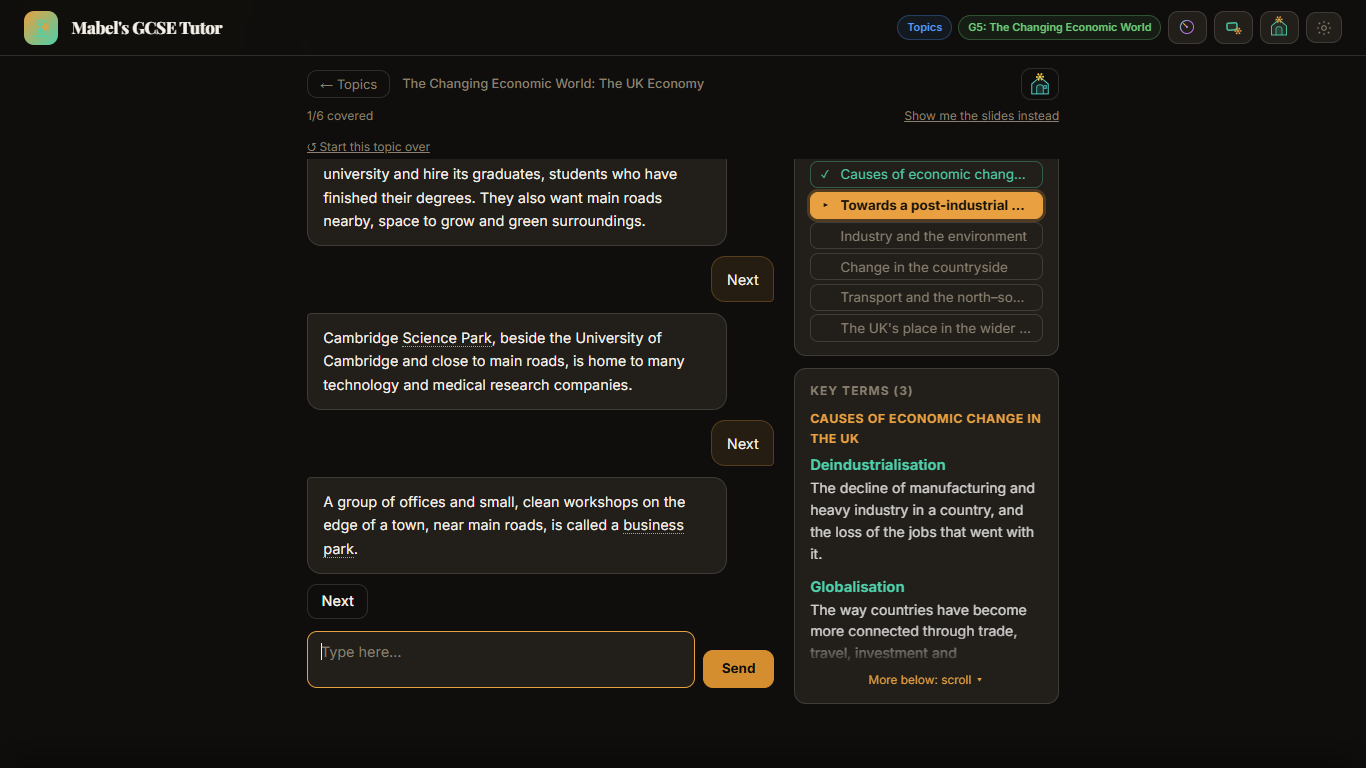 Mabel's GCSE Tutor
Topics
G5: The Changing Economic World
← Topics
The Changing Economic World: The UK Economy
1/6 covered
Show me the slides instead
↺ Start this topic over
university and hire its graduates, students who have
finished their degrees. They also want main roads
nearby, space to grow and green surroundings.
Next
Cambridge Science Park, beside the University of
Cambridge and close to main roads, is home to many
technology and medical research companies.
Next
A group of offices and small, clean workshops on the
edge of a town, near main roads, is called a business
park.
Next
Type here...
Send
✓ Causes of economic chang...
▸ Towards a post-industrial ...
Industry and the environment
Change in the countryside
Transport and the north–so...
The UK's place in the wider ...
KEY TERMS (3)
CAUSES OF ECONOMIC CHANGE IN
THE UK
Deindustrialisation
The decline of manufacturing and
heavy industry in a country, and
the loss of the jobs that went with
it.
Globalisation
The way countries have become
more connected through trade,
travel, investment and
More below: scroll ▾